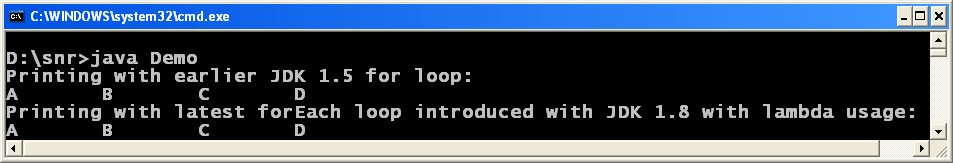 C:\WINDOWS\system32\cmd.exe
D:\snr>java Demo
Printing with earlier JDK 1.5 for loop:
A B C D
Printing with latest forEach loop introduced with JDK 1.8 with lambda usage:
A B C D